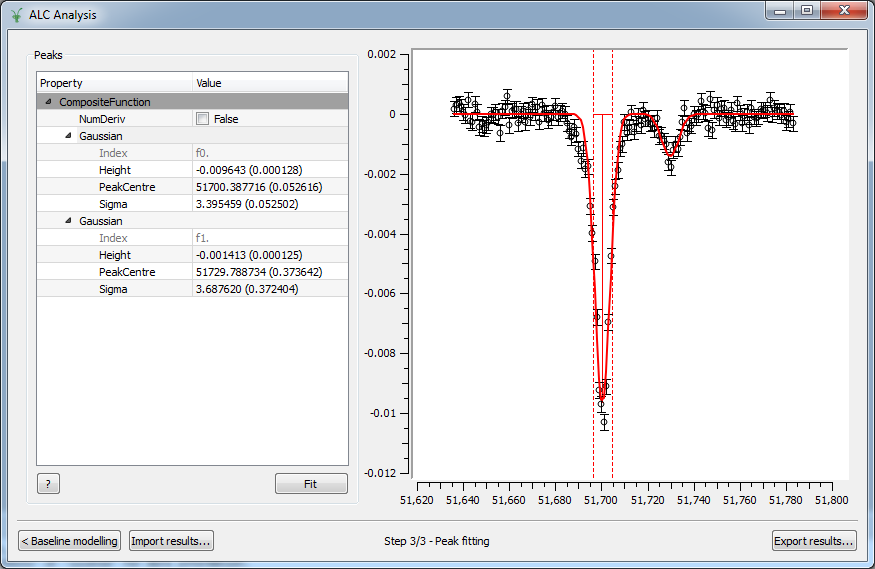 ALC Analysis
Peaks
Property Value
CompositeFunction
NumDeriv False
Gaussian
Index f0.
Height -0.009643 (0.000128)
PeakCentre 51700.387716 (0.052616)
Sigma 3.395459 (0.052502)
Gaussian
Index f1.
Height -0.001413 (0.000125)
PeakCentre 51729.788734 (0.373642)
Sigma 3.687620 (0.372404)
? Fit
0.002
0
-0.002
-0.004
-0.006
-0.008
-0.01
-0.012
51,620 51,640 51,660 51,680 51,700 51,720 51,740 51,760 51,780 51,800
< Baseline modelling Import results... Step 3/3 - Peak fitting Export results...